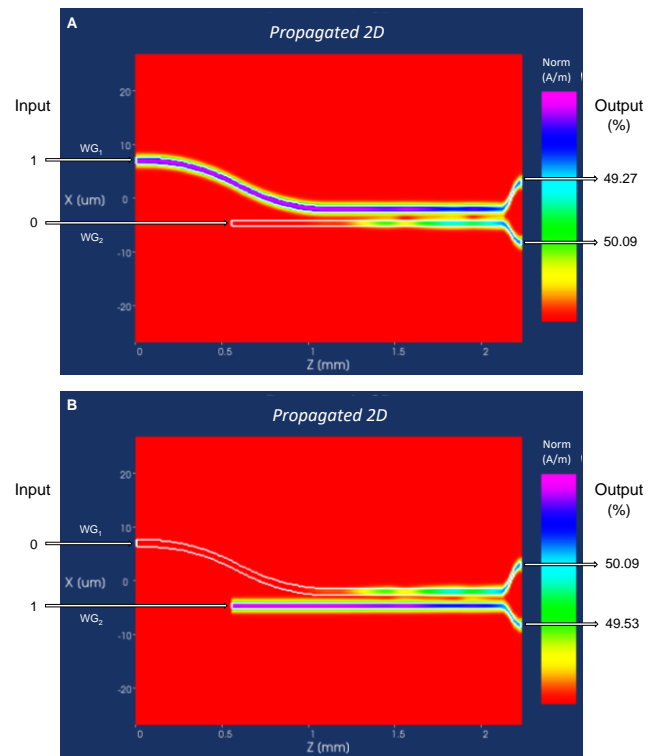 A
Propagated 2D
Norm
(A/m)
Input
Output
(%)
20
WG₁
10
1
49.27
X (um)
0
0
WG₂
50.09
-10
-20
0
0.5
1
1.5
2
Z (mm)
B
Propagated 2D
Norm
(A/m)
Input
Output
(%)
20
WG₁
10
0
50.09
X (um)
0
1
WG₂
49.53
-10
-20
0
0.5
1
1.5
2
Z (mm)